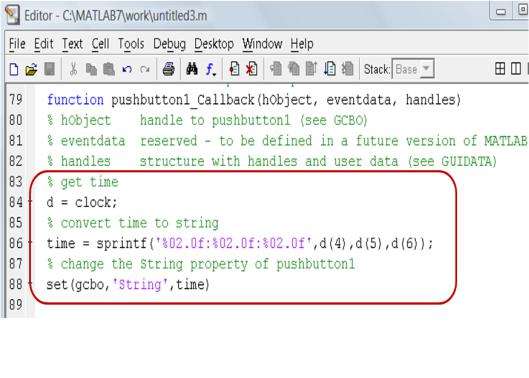 Editor - C:\MATLAB7\work\untitled3.m
File Edit Text Cell Tools Debug Desktop Window Help
Stack: Base
79 function pushbutton1_Callback(hObject, eventdata, handles)
80 % hObject    handle to pushbutton1 (see GCBO)
81 % eventdata  reserved - to be defined in a future version of MATLAB
82 % handles    structure with handles and user data (see GUIDATA)
83 % get time
84 - d = clock;
85 % convert time to string
86 - time = sprintf('%02.0f:%02.0f:%02.0f',d(4),d(5),d(6));
87 % change the String property of pushbutton1
88 - set(gcbo,'String',time)
89